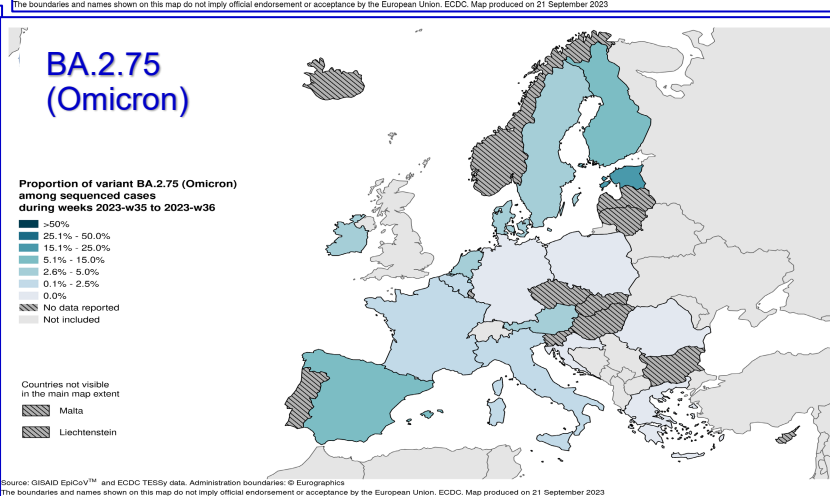 The boundaries and names shown on this map do not imply official endorsement or acceptance by the European Union. ECDC. Map produced on 21 September 2023
BA.2.75
(Omicron)
Proportion of variant BA.2.75 (Omicron)
among sequenced cases
during weeks 2023-w35 to 2023-w36
>50%
25.1% - 50.0%
15.1% - 25.0%
5.1% - 15.0%
2.6% - 5.0%
0.1% - 2.5%
0.0%
No data reported
Not included
Countries not visible
in the main map extent
Malta
Liechtenstein
Source: GISAID EpiCoV™ and ECDC TESSy data. Administration boundaries: © Eurographics
The boundaries and names shown on this map do not imply official endorsement or acceptance by the European Union. ECDC. Map produced on 21 September 2023